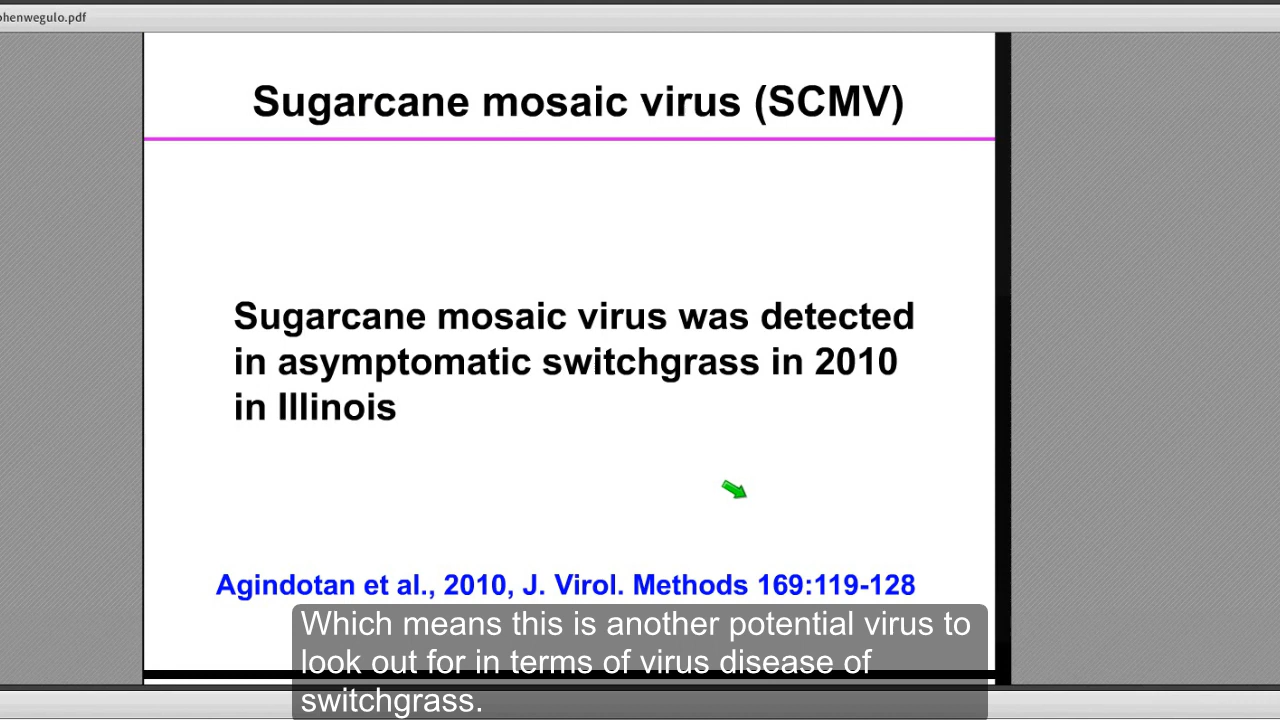 phenwegulo.pdf
Sugarcane mosaic virus (SCMV)
Sugarcane mosaic virus was detected
in asymptomatic switchgrass in 2010
in Illinois
Agindotan et al., 2010, J. Virol. Methods 169:119-128
Which means this is another potential virus to
look out for in terms of virus disease of
switchgrass.